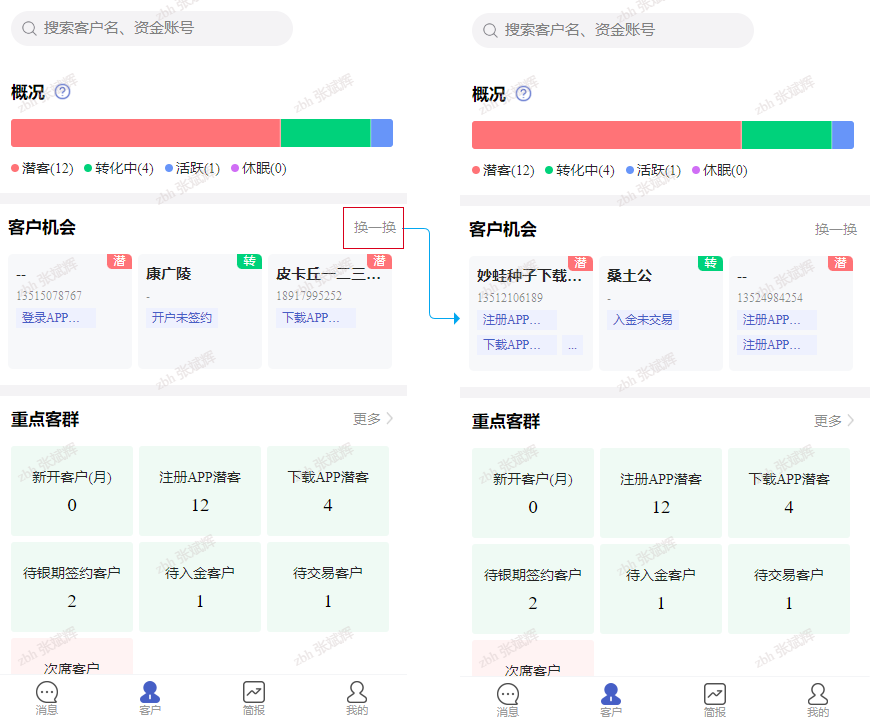 搜索客户名、资金账号
概况
潜客(12) 转化中(4) 活跃(1) 休眠(0)
客户机会 换一换
-- 潜
13515078767
登录APP...
康广陵 转
-
开户未签约
皮卡丘一二三... 潜
18917995252
下载APP...
重点客群 更多
新开客户(月) 注册APP潜客 下载APP潜客
0 12 4
待银期签约客户 待入金客户 待交易客户
2 1 1
次席客户
消息 客户 简报 我的
搜索客户名、资金账号
概况
潜客(12) 转化中(4) 活跃(1) 休眠(0)
客户机会 换一换
妙蛙种子下载... 潜
13512106189
注册APP...
下载APP... ...
桑土公 转
-
入金未交易
-- 潜
13524984254
注册APP...
注册APP...
重点客群 更多
新开客户(月) 注册APP潜客 下载APP潜客
0 12 4
待银期签约客户 待入金客户 待交易客户
2 1 1
次席客户
消息 客户 简报 我的
zbh 张斌辉